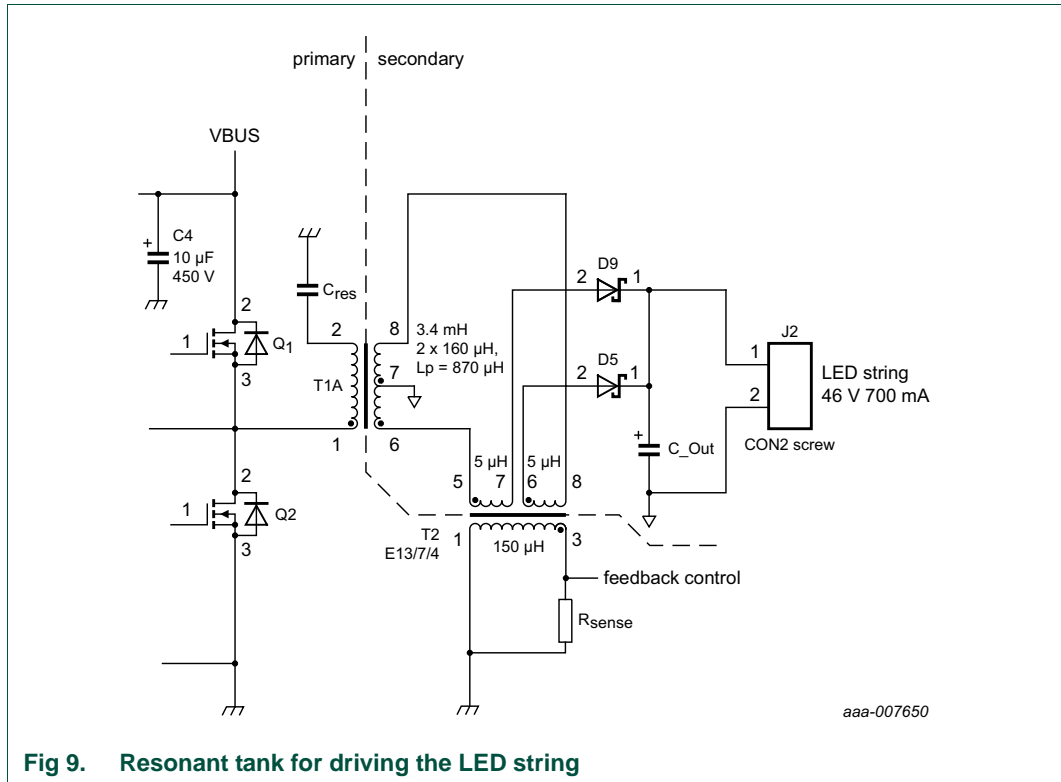 primary secondary
VBUS
C4
+
10 µF
450 V
Cres
2
1
Q1
3
2
T1A
1
8
7
6
3.4 mH
2 x 160 µH,
Lp = 870 µH
2
D9
1
2
D5
1
J2
1
2
LED string
46 V 700 mA
CON2 screw
+
C_Out
2
1
Q2
3
5 µH
5 µH
5
7
6
8
T2
E13/7/4
1
150 µH
3
feedback control
Rsense
aaa-007650
Fig 9. Resonant tank for driving the LED string